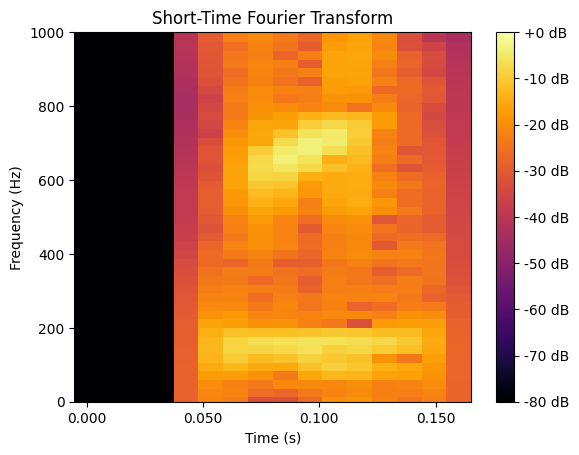 Short-Time Fourier Transform
Frequency (Hz)
1000
800
600
400
200
0
0.000
0.050
0.100
0.150
Time (s)
+0 dB
-10 dB
-20 dB
-30 dB
-40 dB
-50 dB
-60 dB
-70 dB
-80 dB